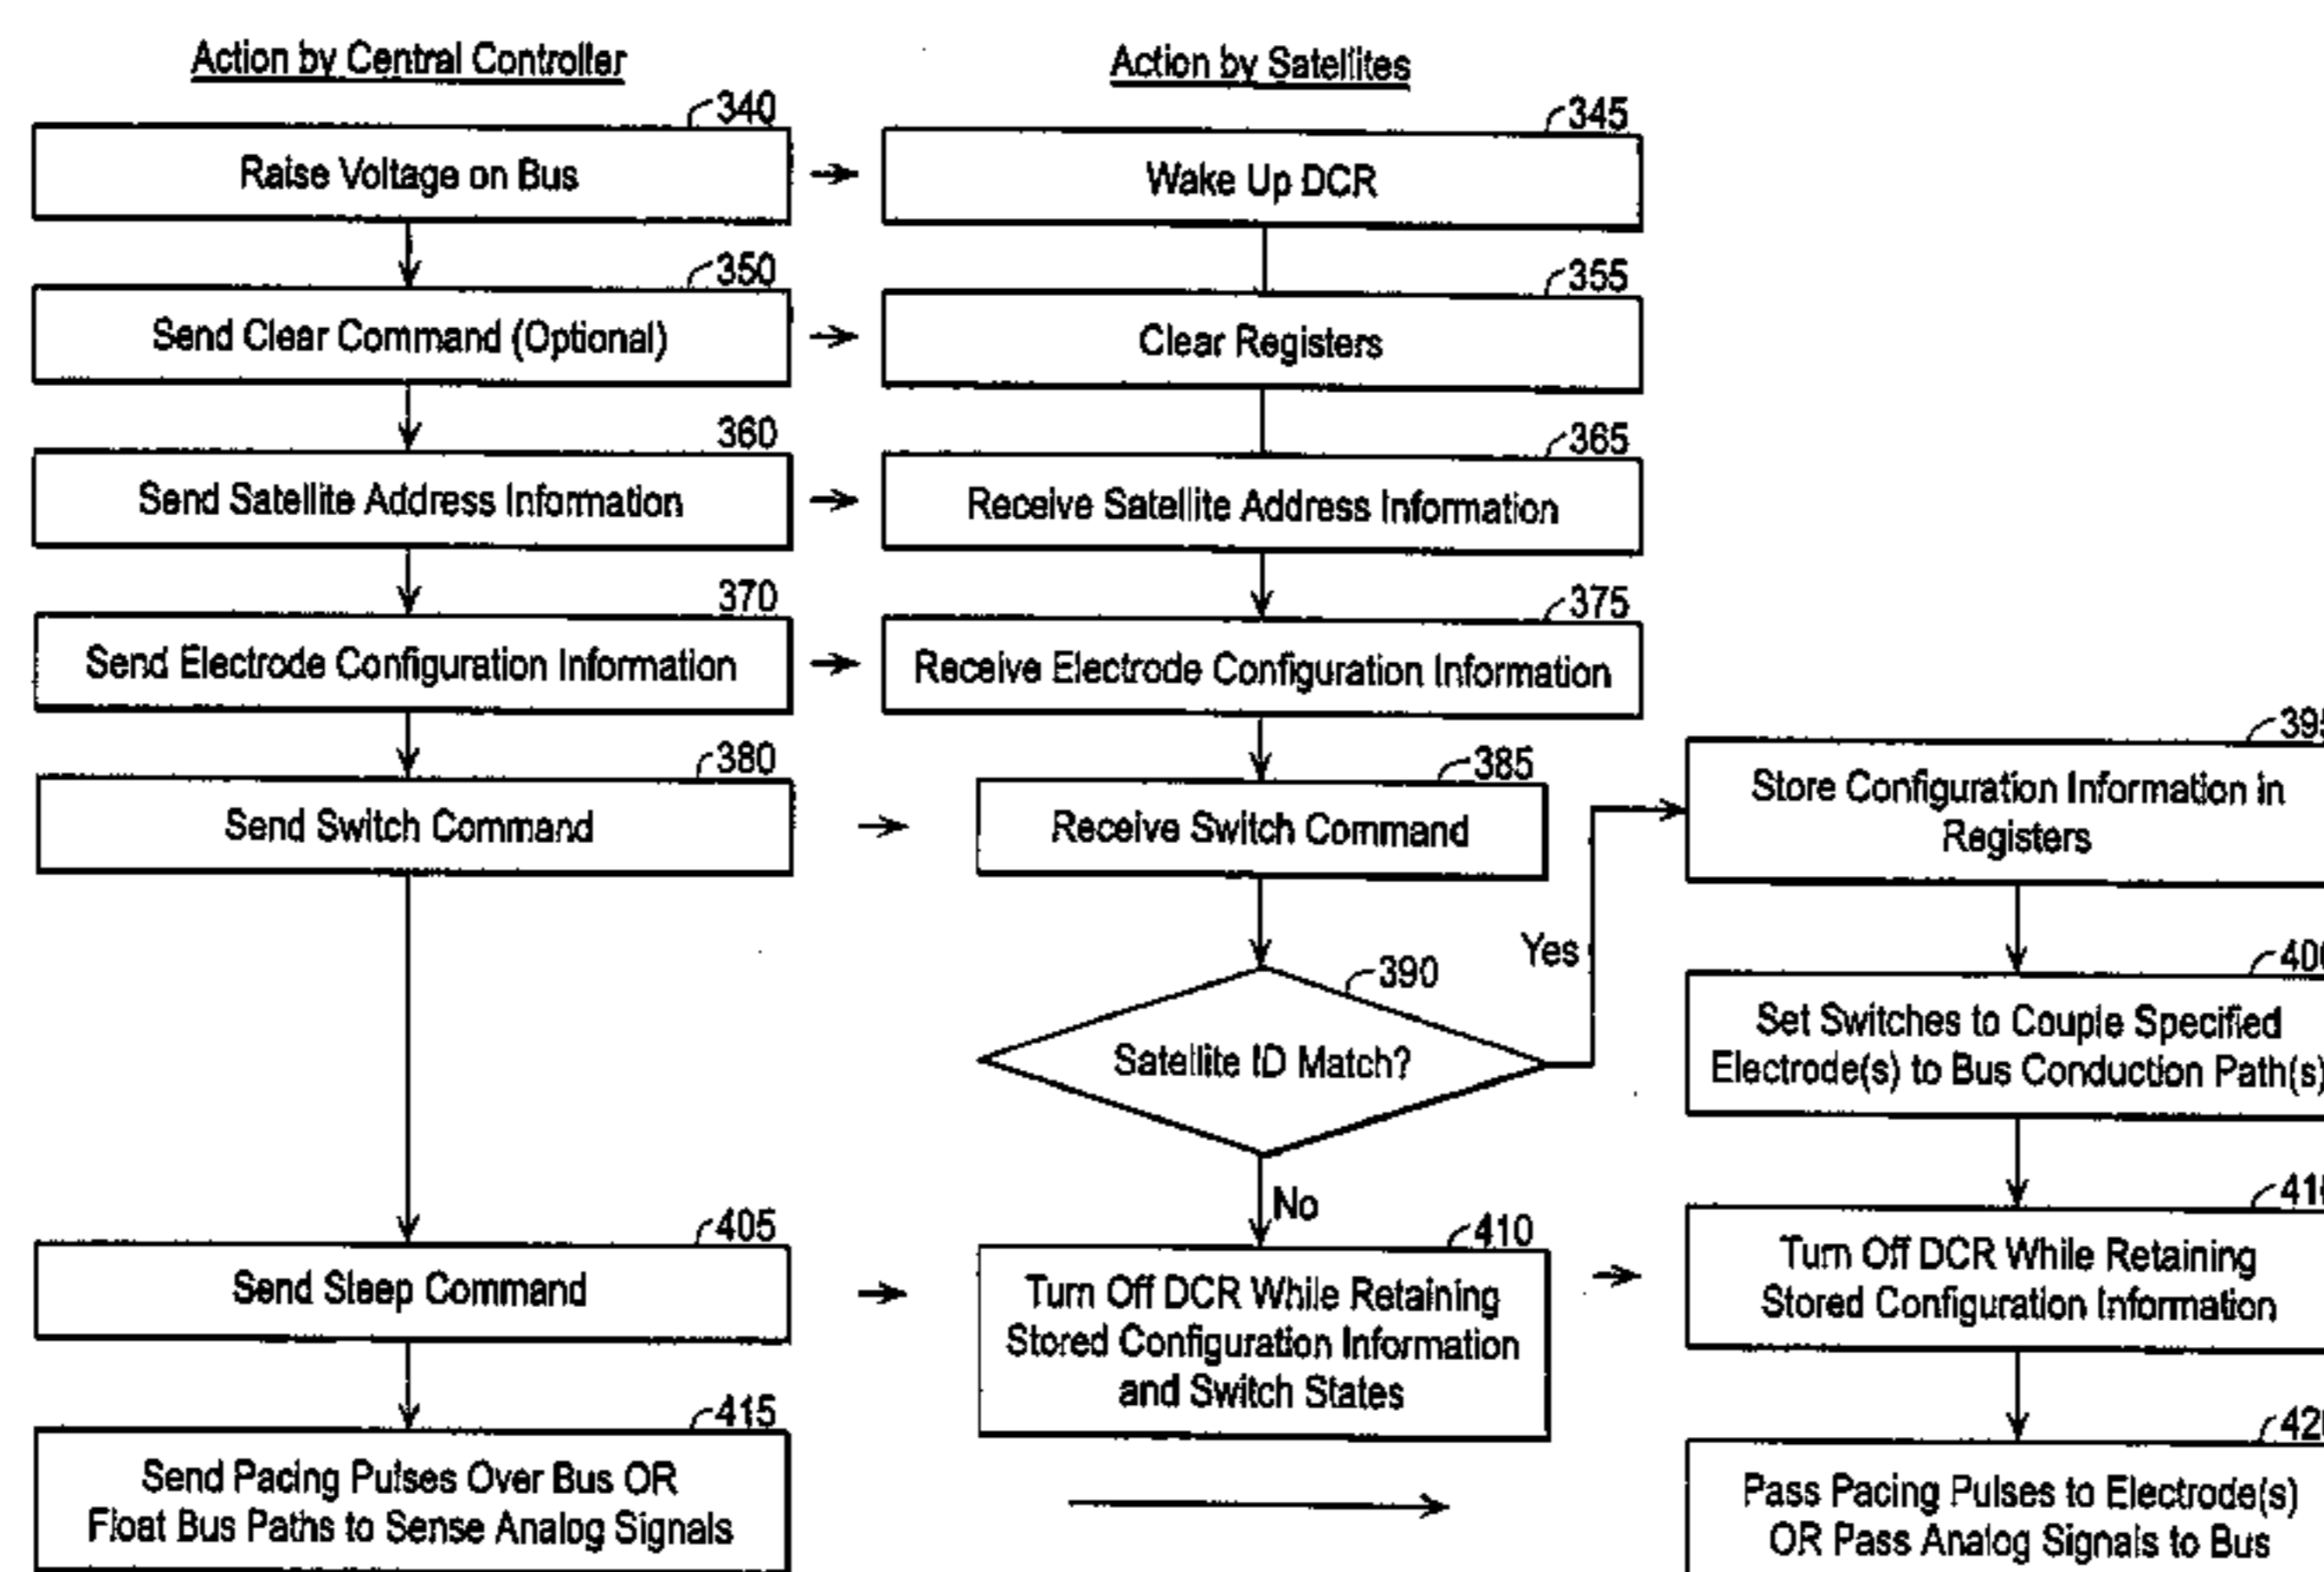 Action by Central Controller
Action by Satellites
340
345
Raise Voltage on Bus
Wake Up DCR
350
355
Send Clear Command (Optional)
Clear Registers
360
365
Send Satellite Address Information
Receive Satellite Address Information
370
375
Send Electrode Configuration Information
Receive Electrode Configuration Information
380
385
Send Switch Command
Receive Switch Command
Store Configuration Information in
Registers
Yes
390
Satellite ID Match?
Set Switches to Couple Specified
Electrode(s) to Bus Conduction Path(s)
No
405
410
Send Sleep Command
Turn Off DCR While Retaining
Stored Configuration Information
and Switch States
Turn Off DCR While Retaining
Stored Configuration Information
415
Send Pacing Pulses Over Bus OR
Float Bus Paths to Sense Analog Signals
Pass Pacing Pulses to Electrode(s)
OR Pass Analog Signals to Bus